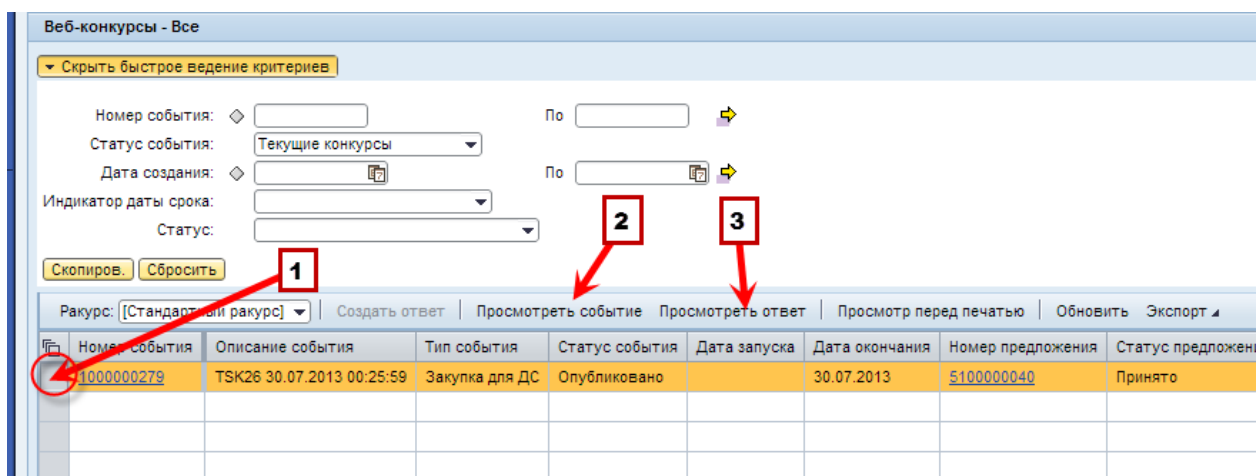 Веб-конкурсы - Все
Скрыть быстрое ведение критериев
Номер события: По
Статус события: Текущие конкурсы
Дата создания: По
Индикатор даты срока:
Статус:
2 3
Скопиров. Сбросить 1
Ракурс: [Стандартный ракурс] Создать ответ Просмотреть событие Просмотреть ответ Просмотр перед печатью Обновить Экспорт
Номер события Описание события Тип события Статус события Дата запуска Дата окончания Номер предложения Статус предложен
1000000279 TSK26 30.07.2013 00:25:59 Закупка для ДС Опубликовано 30.07.2013 5100000040 Принято